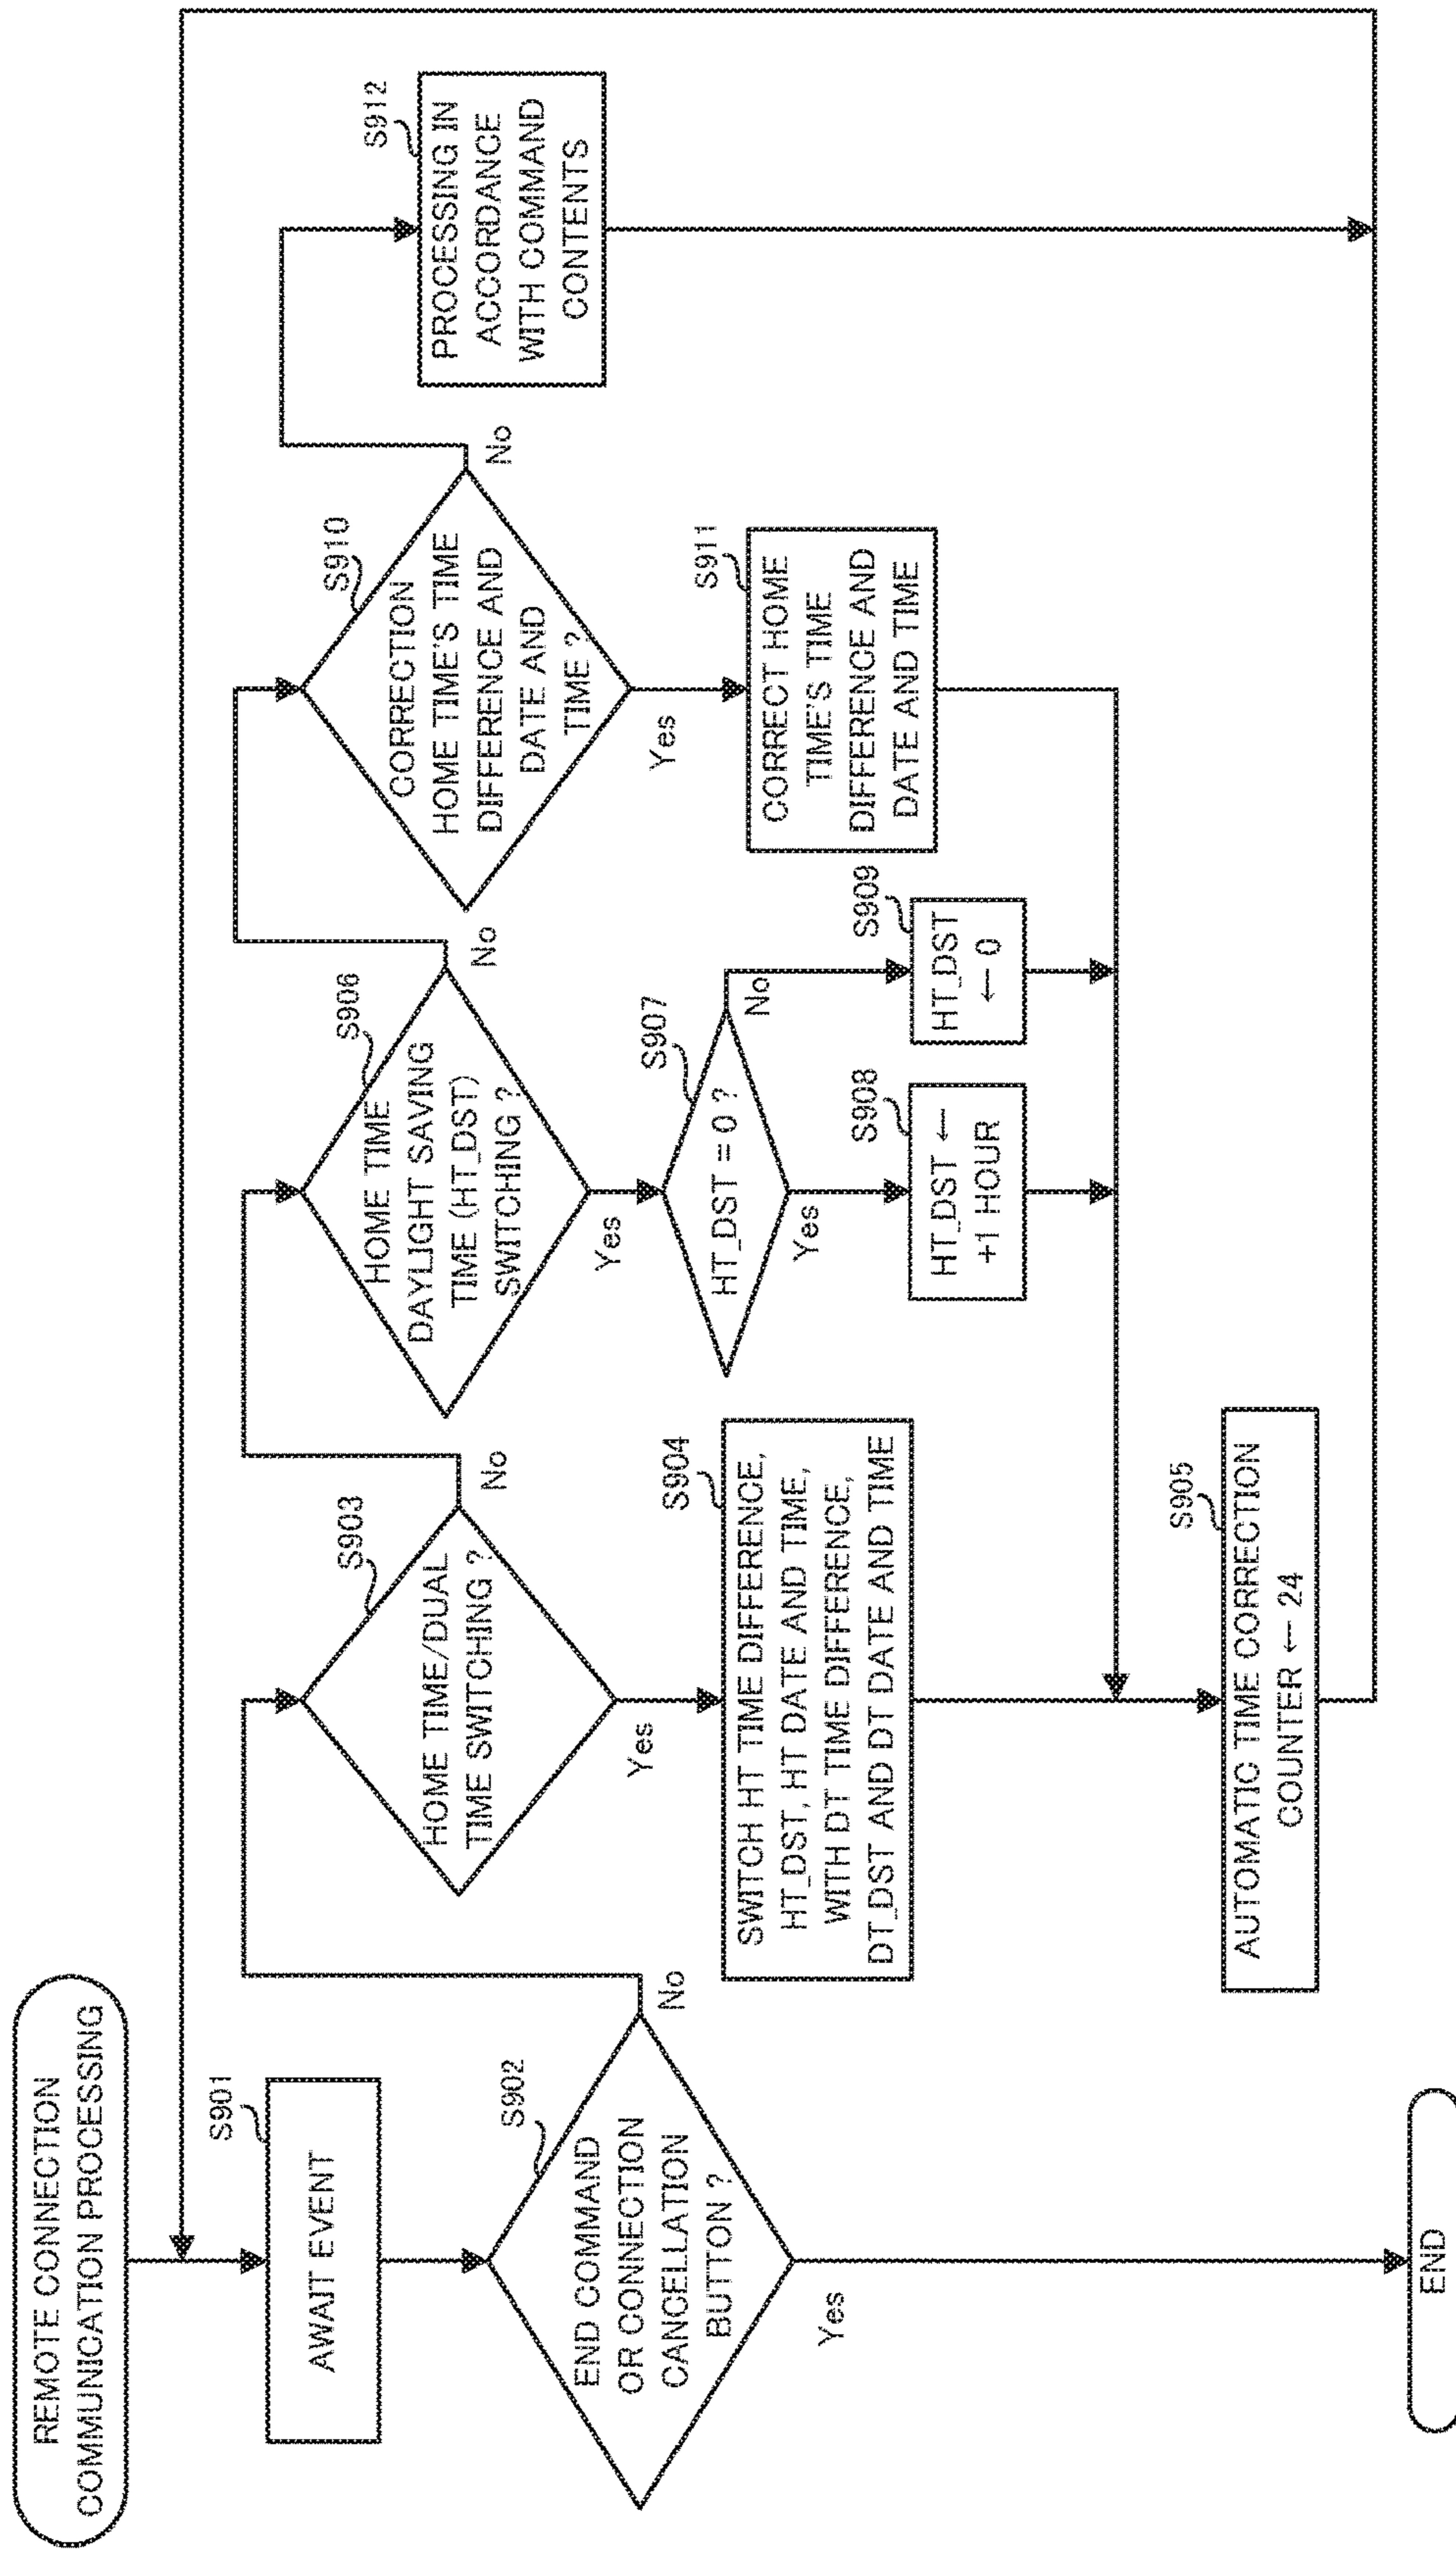 REMOTE CONNECTION
COMMUNICATION PROCESSING
S901
AWAIT EVENT
S902
END COMMAND
OR CONNECTION
CANCELLATION
BUTTON ?
No
Yes
END
S903
HOME TIME/DUAL
TIME SWITCHING ?
No
Yes
S904
SWITCH HT TIME DIFFERENCE,
HT_DST, HT DATE AND TIME,
WITH DT TIME DIFFERENCE,
DT_DST AND DT DATE AND TIME
S905
AUTOMATIC TIME CORRECTION
COUNTER ← 24
S906
HOME TIME
DAYLIGHT SAVING
TIME (HT_DST)
SWITCHING ?
No
Yes
S907
HT_DST = 0 ?
No
Yes
S908
HT_DST ←
+1 HOUR
S909
HT_DST
← 0
S910
CORRECTION
HOME TIME'S TIME
DIFFERENCE AND
DATE AND
TIME ?
No
Yes
S911
CORRECT HOME
TIME'S TIME
DIFFERENCE AND
DATE AND TIME
S912
PROCESSING IN
ACCORDANCE
WITH COMMAND
CONTENTS